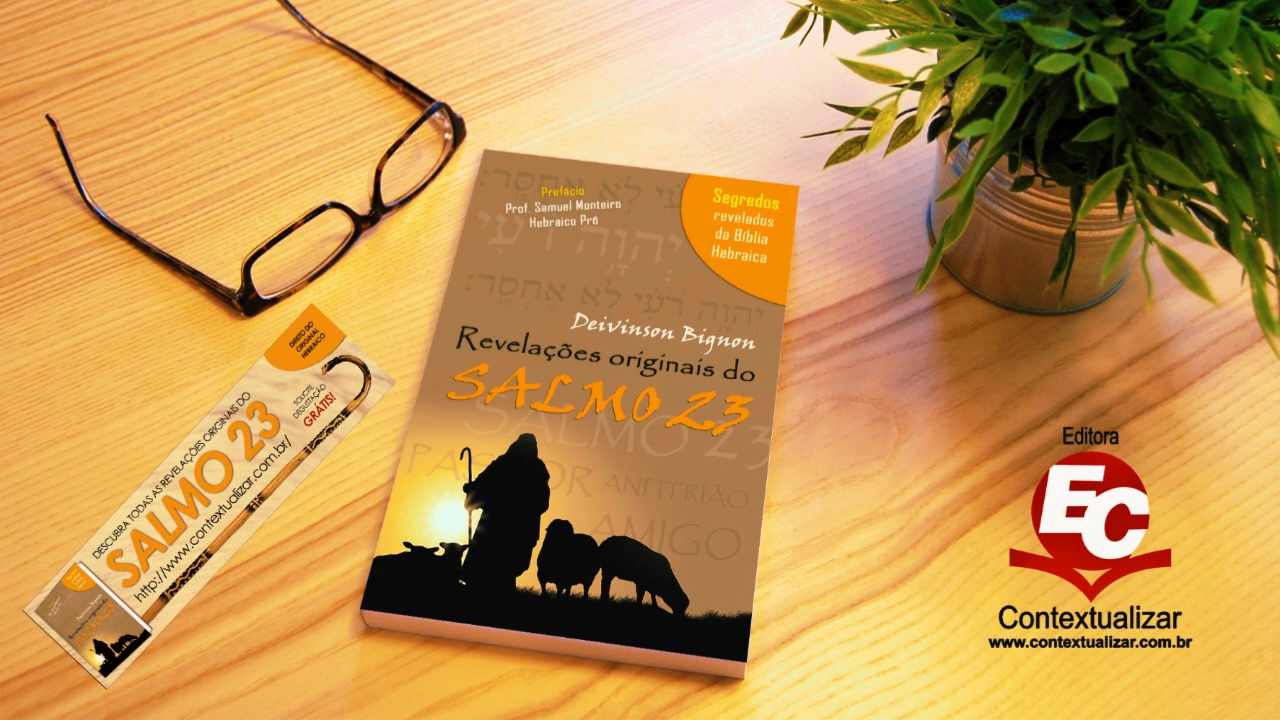 Prefácio
Prof. Samuel Monteiro
Hebraico Pró
Segredos
revelados
da Bíblia
Hebraica
רֹעִי לֹא אֶחְסָר׃
יְהוָה רֹעִי
יְהוָה רֹעִי לֹא אֶחְסָר׃
Deivinson Bignon
Revelações originais do
SALMO 23
SALMO 23
PASTOR ANFITRIÃO
AMIGO
DIRETO DO
ORIGINAL
HEBRAICO
DESCUBRA TODAS AS REVELAÇÕES ORIGINAIS DO
SALMO 23
http://www.contextualizar.com.br/
SOLICITE
DEGUSTAÇÃO
GRÁTIS!
Editora
EC
Contextualizar
www.contextualizar.com.br